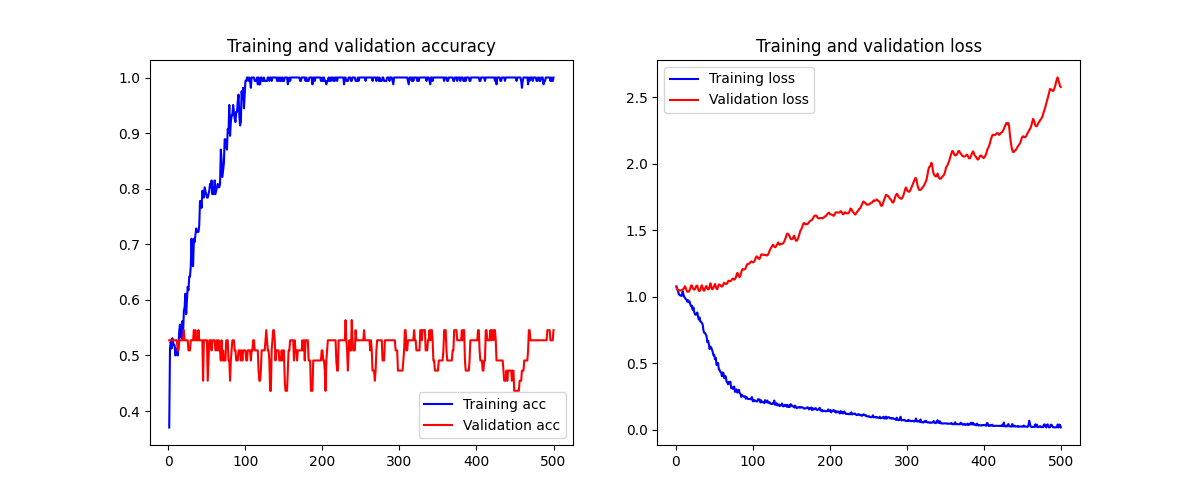 Training and validation accuracy
1.0
0.9
0.8
0.7
0.6
0.5
0.4
Training acc
Validation acc
0 100 200 300 400 500
Training and validation loss
Training loss
Validation loss
2.5
2.0
1.5
1.0
0.5
0.0
0 100 200 300 400 500